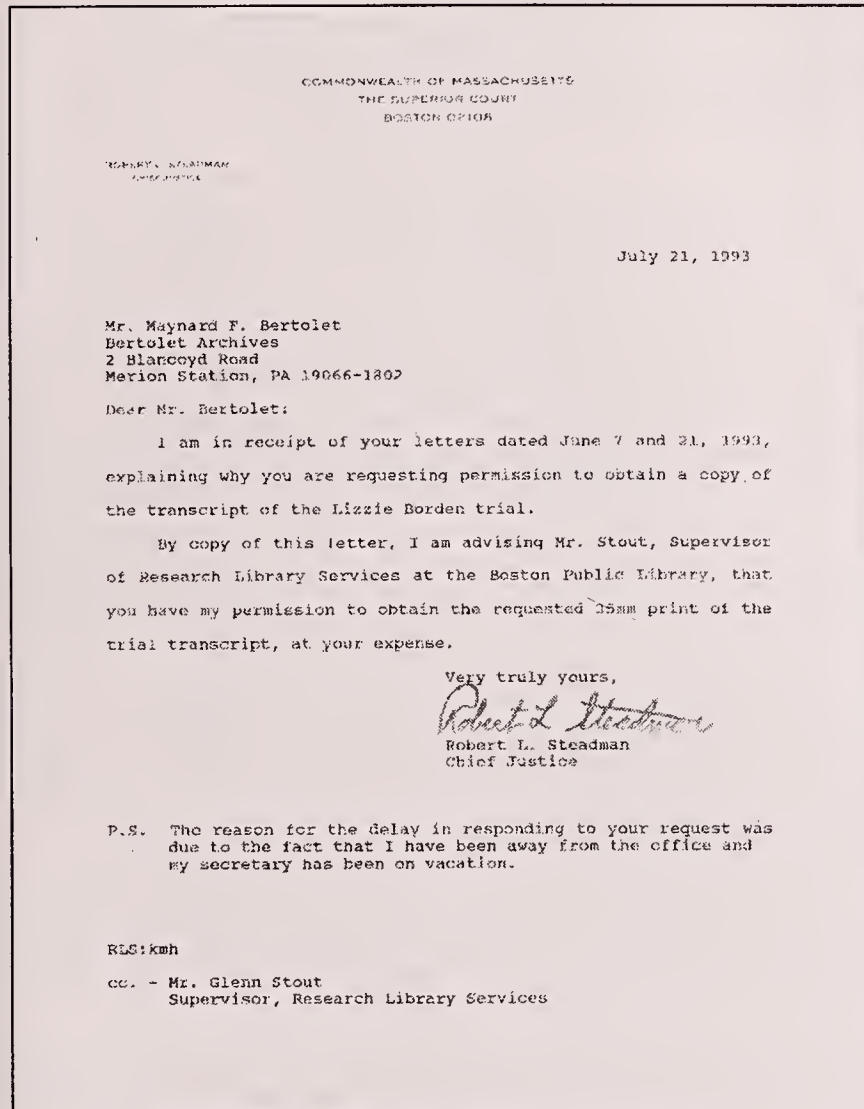 COMMONWEALTH OF MASSACHUSETTS
THE SUPERIOR COURT
BOSTON 02108
ROBERT L. STEADMAN
CHIEF JUSTICE
July 21, 1993
Mr. Maynard F. Bertolet
Bertolet Archives
2 Blancoyd Road
Merion Station, PA 19066-1802
Dear Mr. Bertolet:
I am in receipt of your letters dated June 7 and 21, 1993,
explaining why you are requesting permission to obtain a copy of
the transcript of the Lizzie Borden trial.
By copy of this letter, I am advising Mr. Stout, Supervisor
of Research Library Services at the Boston Public Library, that
you have my permission to obtain the requested 35mm print of the
trial transcript, at your expense.
Very truly yours,
Robert L Steadman
Robert L. Steadman
Chief Justice
P.S. The reason for the delay in responding to your request was
due to the fact that I have been away from the office and
my secretary has been on vacation.
RLS:kmh
cc. - Mr. Glenn Stout
Supervisor, Research Library Services